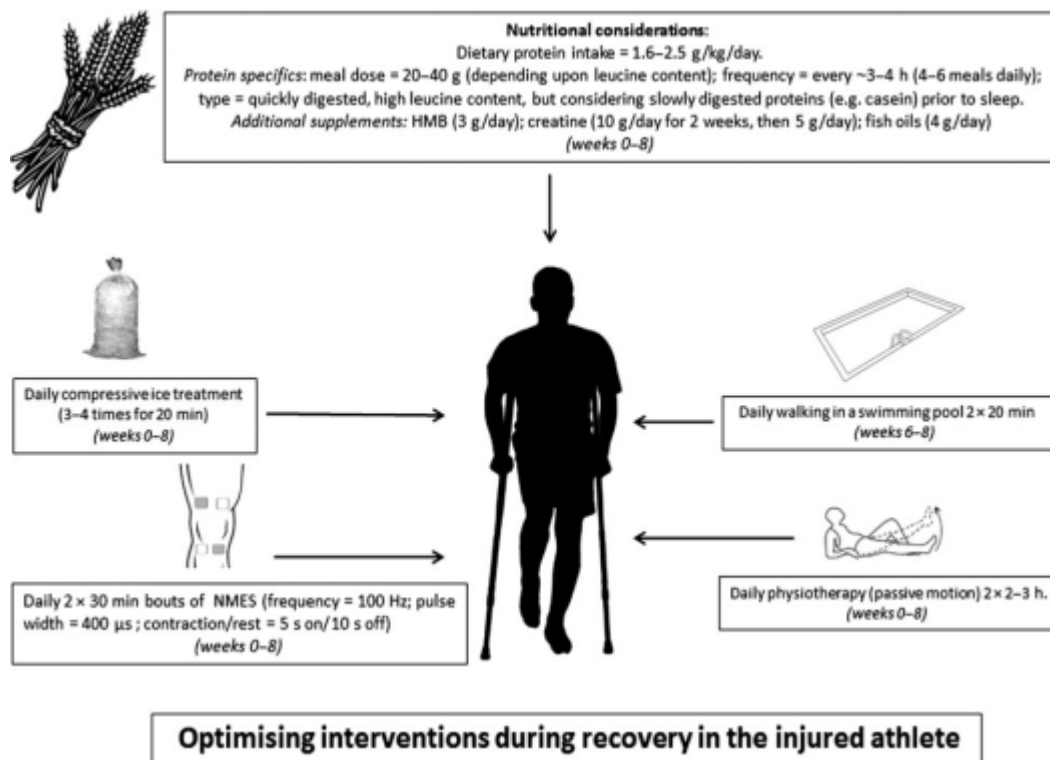 Nutritional considerations:
Dietary protein intake = 1.6–2.5 g/kg/day.
Protein specifics: meal dose = 20–40 g (depending upon leucine content); frequency = every ~3–4 h (4–6 meals daily);
type = quickly digested, high leucine content, but considering slowly digested proteins (e.g. casein) prior to sleep.
Additional supplements: HMB (3 g/day); creatine (10 g/day for 2 weeks, then 5 g/day); fish oils (4 g/day)
(weeks 0–8)
Daily compressive ice treatment
(3–4 times for 20 min)
(weeks 0–8)
Daily walking in a swimming pool 2 × 20 min
(weeks 6–8)
Daily 2 × 30 min bouts of NMES (frequency = 100 Hz; pulse
width = 400 µs ; contraction/rest = 5 s on/ 10 s off)
(weeks 0–8)
Daily physiotherapy (passive motion) 2 × 2–3 h.
(weeks 0–8)
Optimising interventions during recovery in the injured athlete